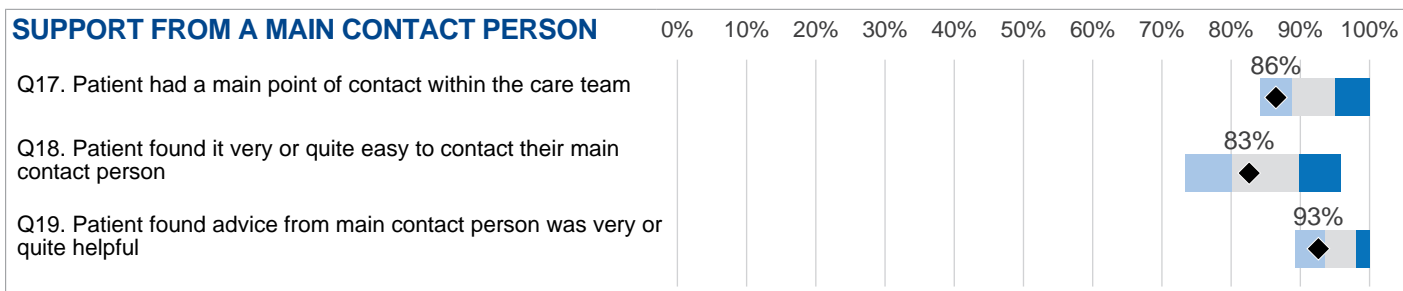 SUPPORT FROM A MAIN CONTACT PERSON 0% 10% 20% 30% 40% 50% 60% 70% 80% 90% 100%
86%
Q17. Patient had a main point of contact within the care team
83%
Q18. Patient found it very or quite easy to contact their main
contact person
93%
Q19. Patient found advice from main contact person was very or
quite helpful